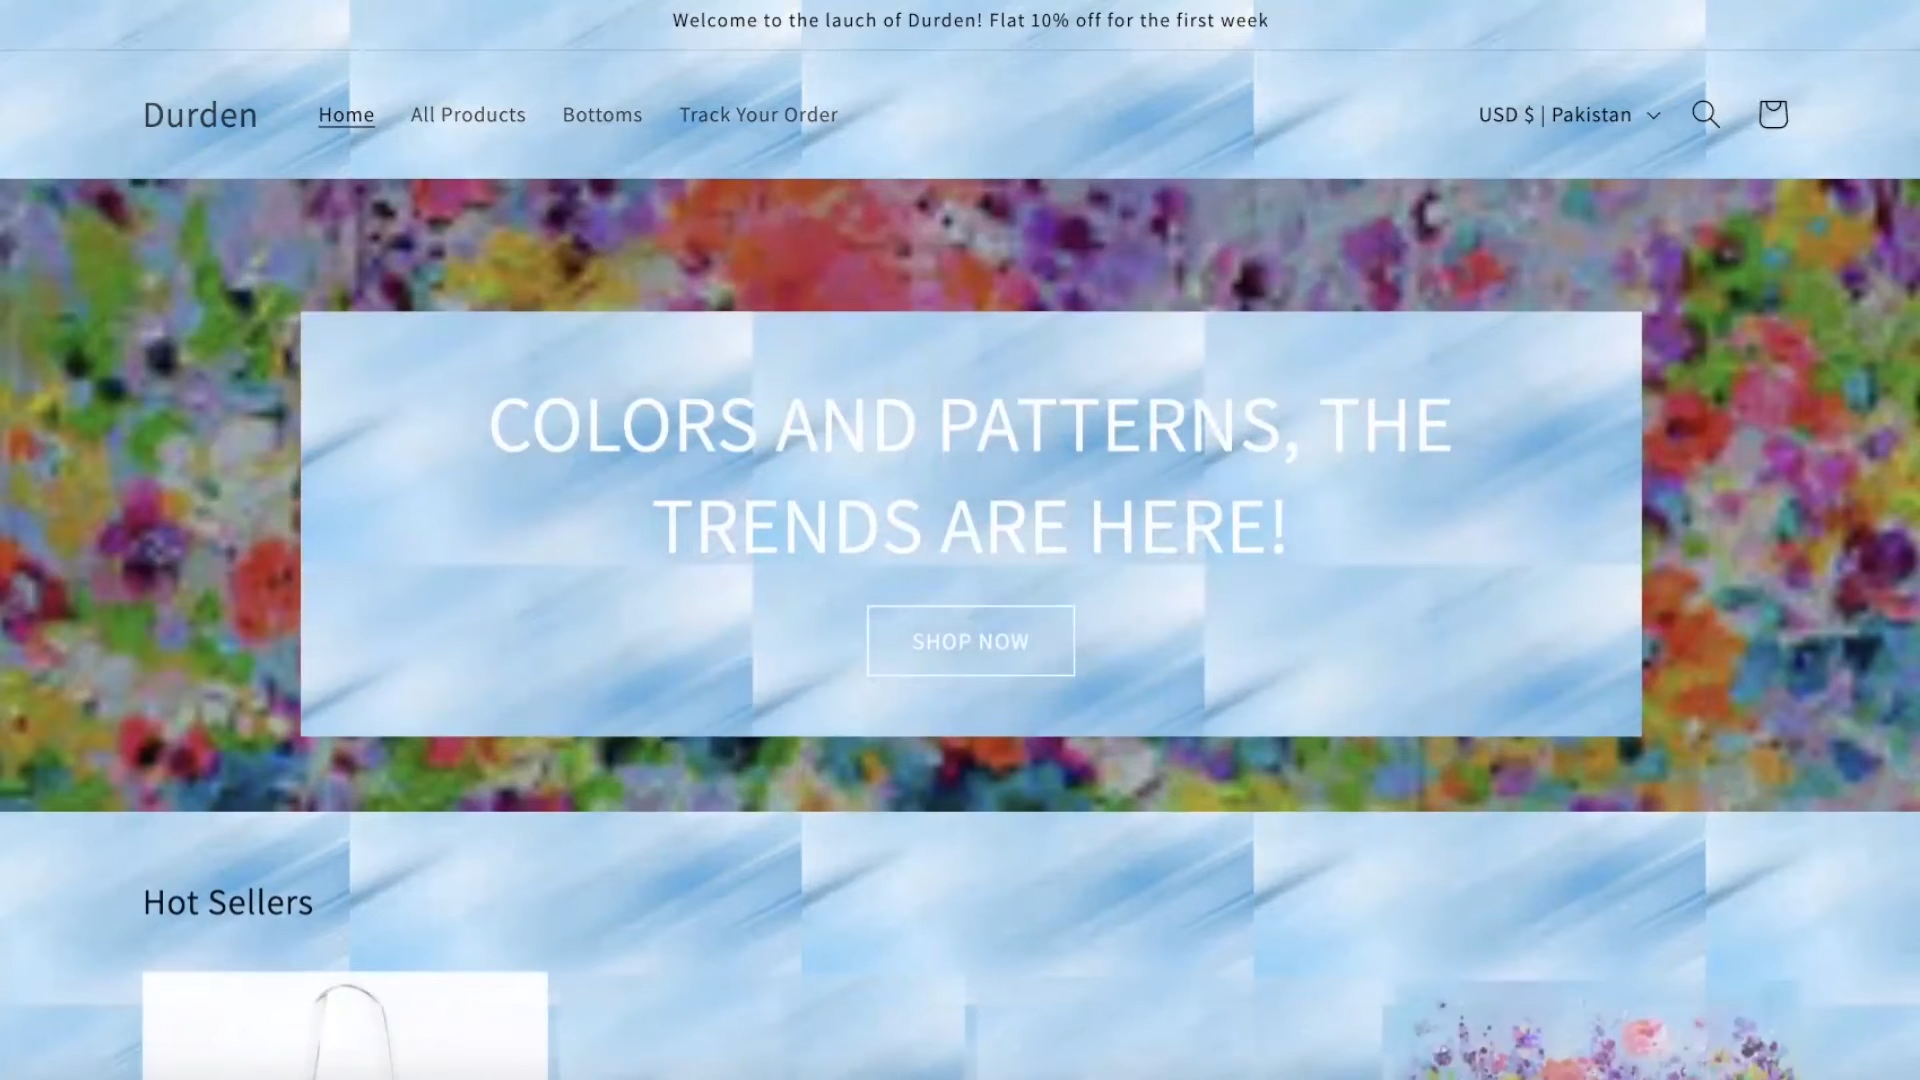 Welcome to the lauch of Durden! Flat 10% off for the first week
Durden
Home
All Products
Bottoms
Track Your Order
USD $ | Pakistan
COLORS AND PATTERNS, THE
TRENDS ARE HERE!
SHOP NOW
Hot Sellers